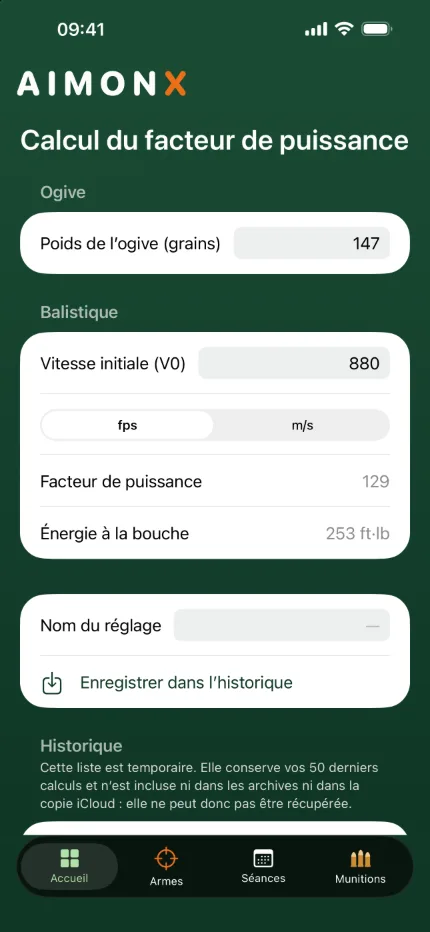 09:41
AIMONX
Calcul du facteur de puissance
Ogive
Poids de l’ogive (grains) 147
Balistique
Vitesse initiale (V0) 880
fps m/s
Facteur de puissance 129
Énergie à la bouche 253 ft·lb
Nom du réglage —
Enregistrer dans l’historique
Historique
Cette liste est temporaire. Elle conserve vos 50 derniers
calculs et n’est incluse ni dans les archives ni dans la
copie iCloud : elle ne peut donc pas être récupérée.
Accueil Armes Séances Munitions